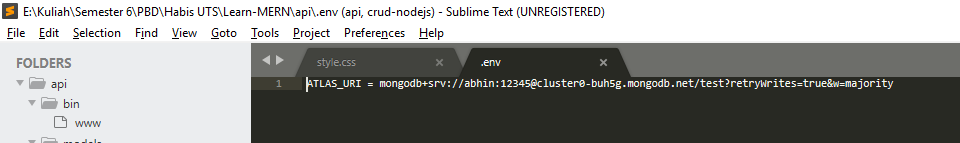 E:\Kuliah\Semester 6\PBD\Habis UTS\Learn-MERN\api\.env (api, crud-nodejs) - Sublime Text (UNREGISTERED)
File Edit Selection Find View Goto Tools Project Preferences Help
FOLDERS
api
bin
www
models
style.css ×
.env ×
1 ATLAS_URI = mongodb+srv://abhin:12345@cluster0-buh5g.mongodb.net/test?retryWrites=true&w=majority